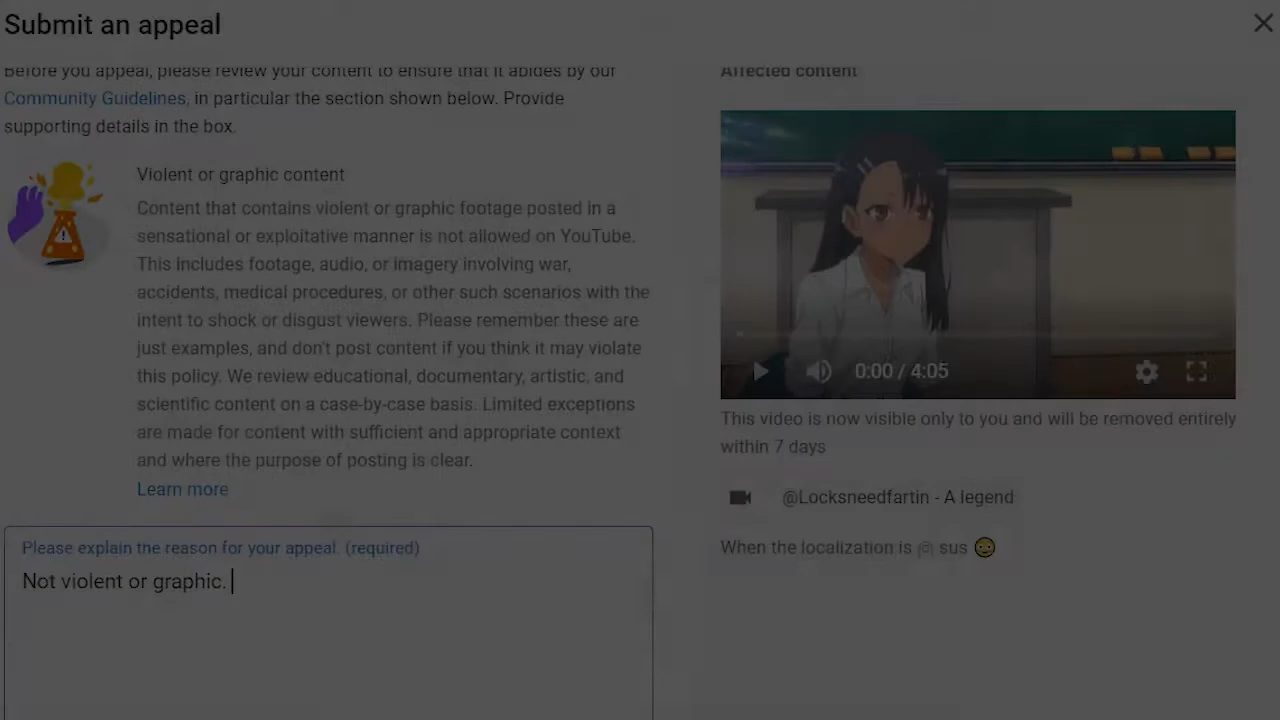 Submit an appeal
Before you appeal, please review your content to ensure that it abides by our
Community Guidelines, in particular the section shown below. Provide
supporting details in the box.
Violent or graphic content
Content that contains violent or graphic footage posted in a
sensational or exploitative manner is not allowed on YouTube.
This includes footage, audio, or imagery involving war,
accidents, medical procedures, or other such scenarios with the
intent to shock or disgust viewers. Please remember these are
just examples, and don't post content if you think it may violate
this policy. We review educational, documentary, artistic, and
scientific content on a case-by-case basis. Limited exceptions
are made for content with sufficient and appropriate context
and where the purpose of posting is clear.
Learn more
Please explain the reason for your appeal. (required)
Not violent or graphic.
Affected content
0:00 / 4:05
This video is now visible only to you and will be removed entirely
within 7 days
@Locksneedfartin - A legend
When the localization is @ sus 😳